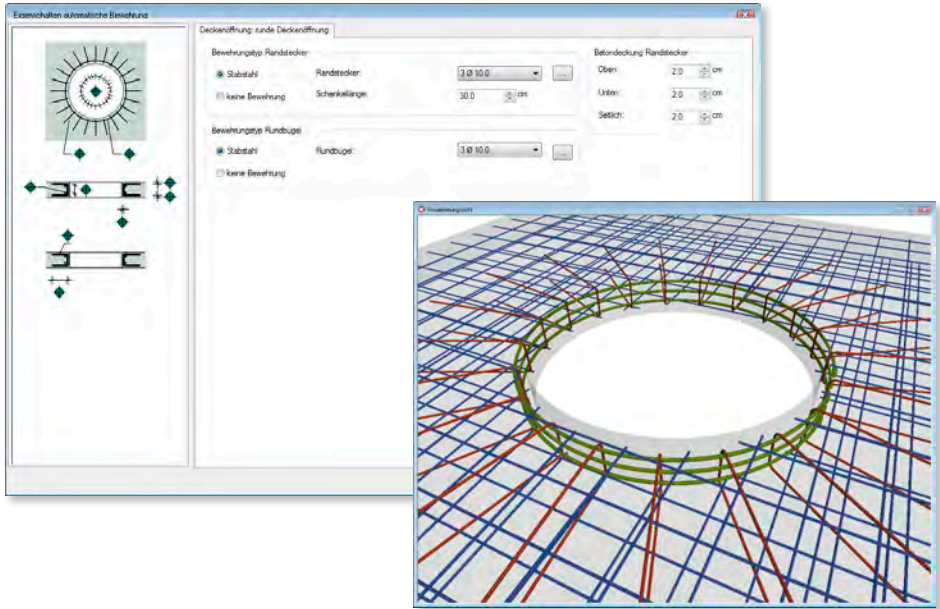 Eigenschaften automatische Bewehrung
Deckenöffnung: runde Deckenöffnung
Bewehrungstyp Randstecker
Stabstahl
Randstecker:
3 Ø 10.0
...
keine Bewehrung
Schenkellänge:
30.0
cm
Bewehrungstyp Rundbügel
Stabstahl
Rundbügel:
3 Ø 10.0
...
keine Bewehrung
Betondeckung Randstecker
Oben:
2.0
cm
Unten:
2.0
cm
Seitlich:
2.0
cm